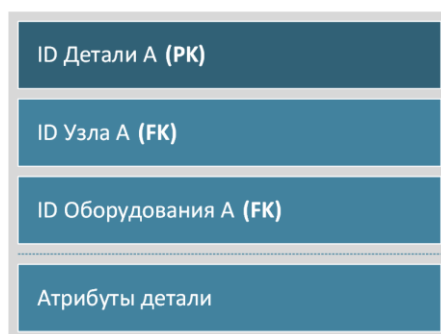 ID Детали А (PK)
ID Узла А (FK)
ID Оборудования А (FK)
Атрибуты детали